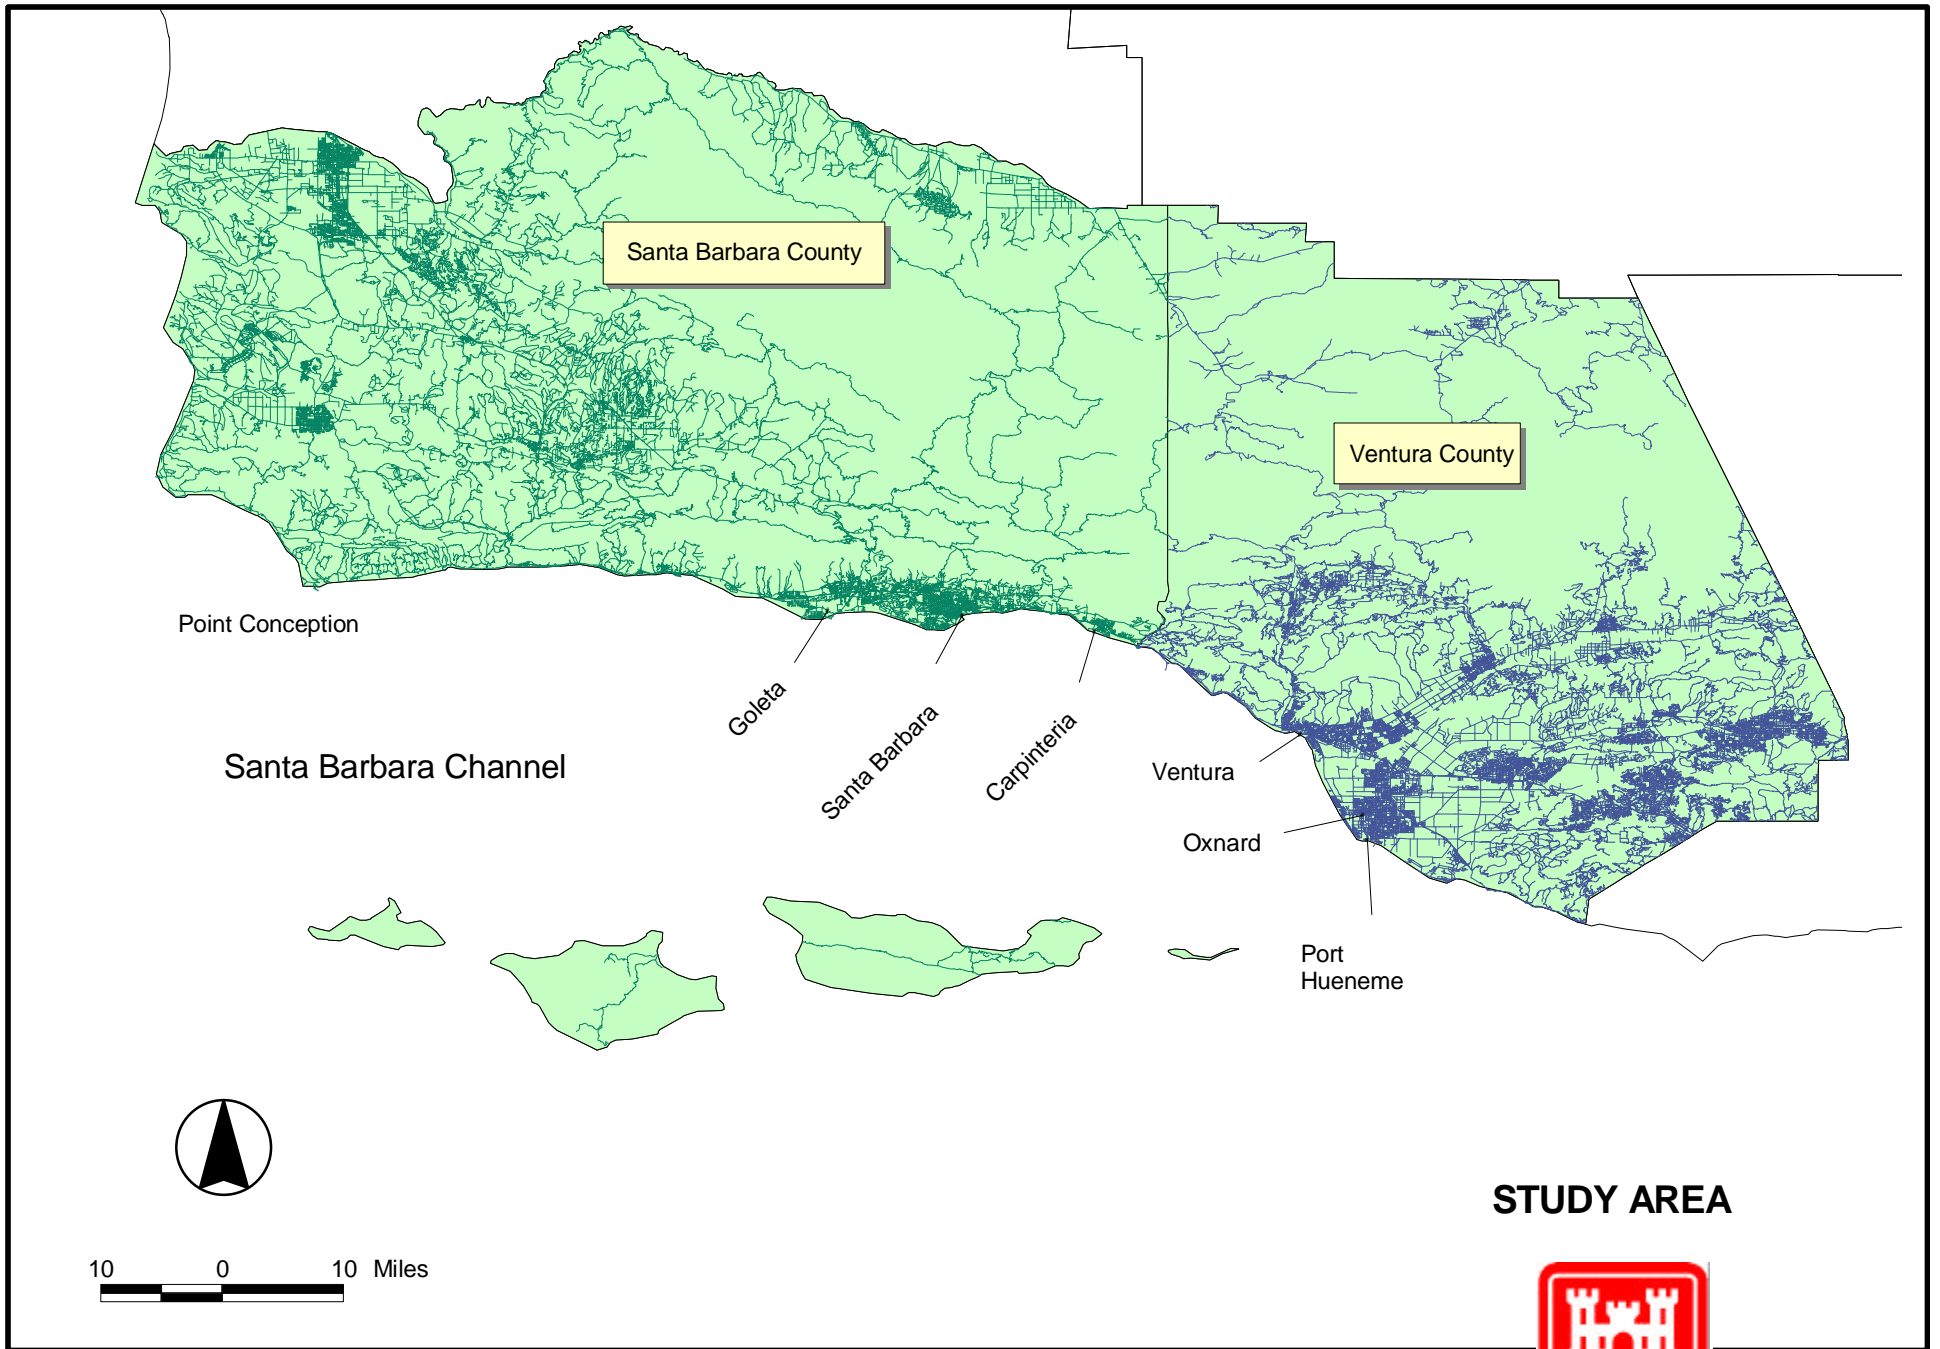 Santa Barbara County
Ventura County
Point Conception
Goleta
Santa Barbara
Carpinteria
Santa Barbara Channel
Ventura
Oxnard
Port
Hueneme
STUDY AREA
10 0 10 Miles